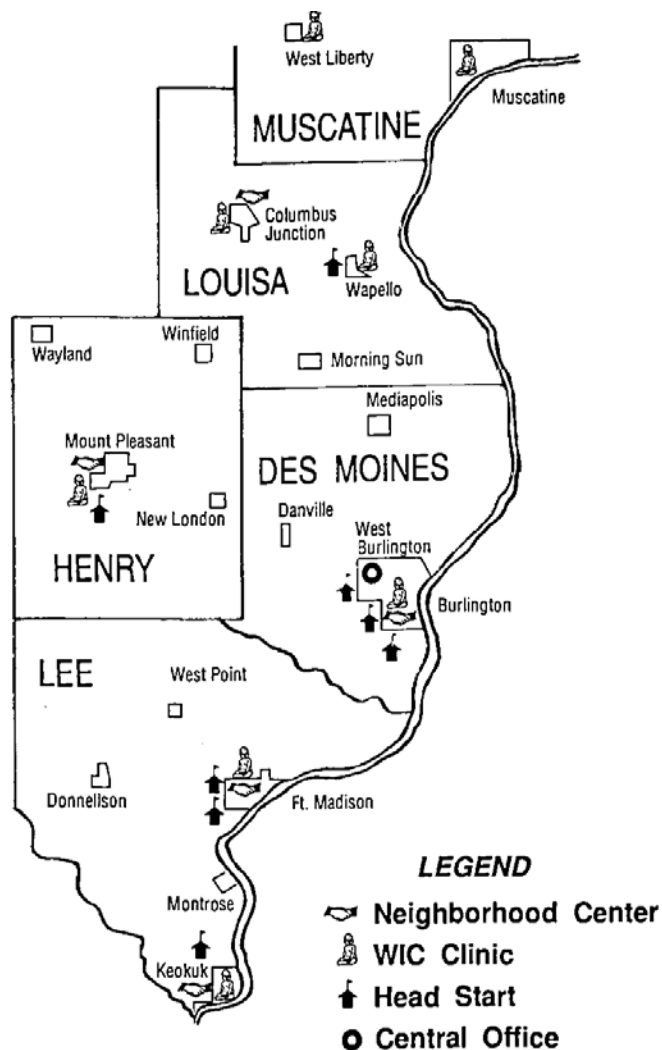 West Liberty
Muscatine
MUSCATINE
Columbus
Junction
LOUISA
Wapello
Wayland
Winfield
Morning Sun
Mediapolis
Mount Pleasant
DES MOINES
New London
Danville
West
Burlington
HENRY
Burlington
LEE
West Point
Donnellson
Ft. Madison
Montrose
Keokuk
LEGEND
Neighborhood Center
WIC Clinic
Head Start
Central Office